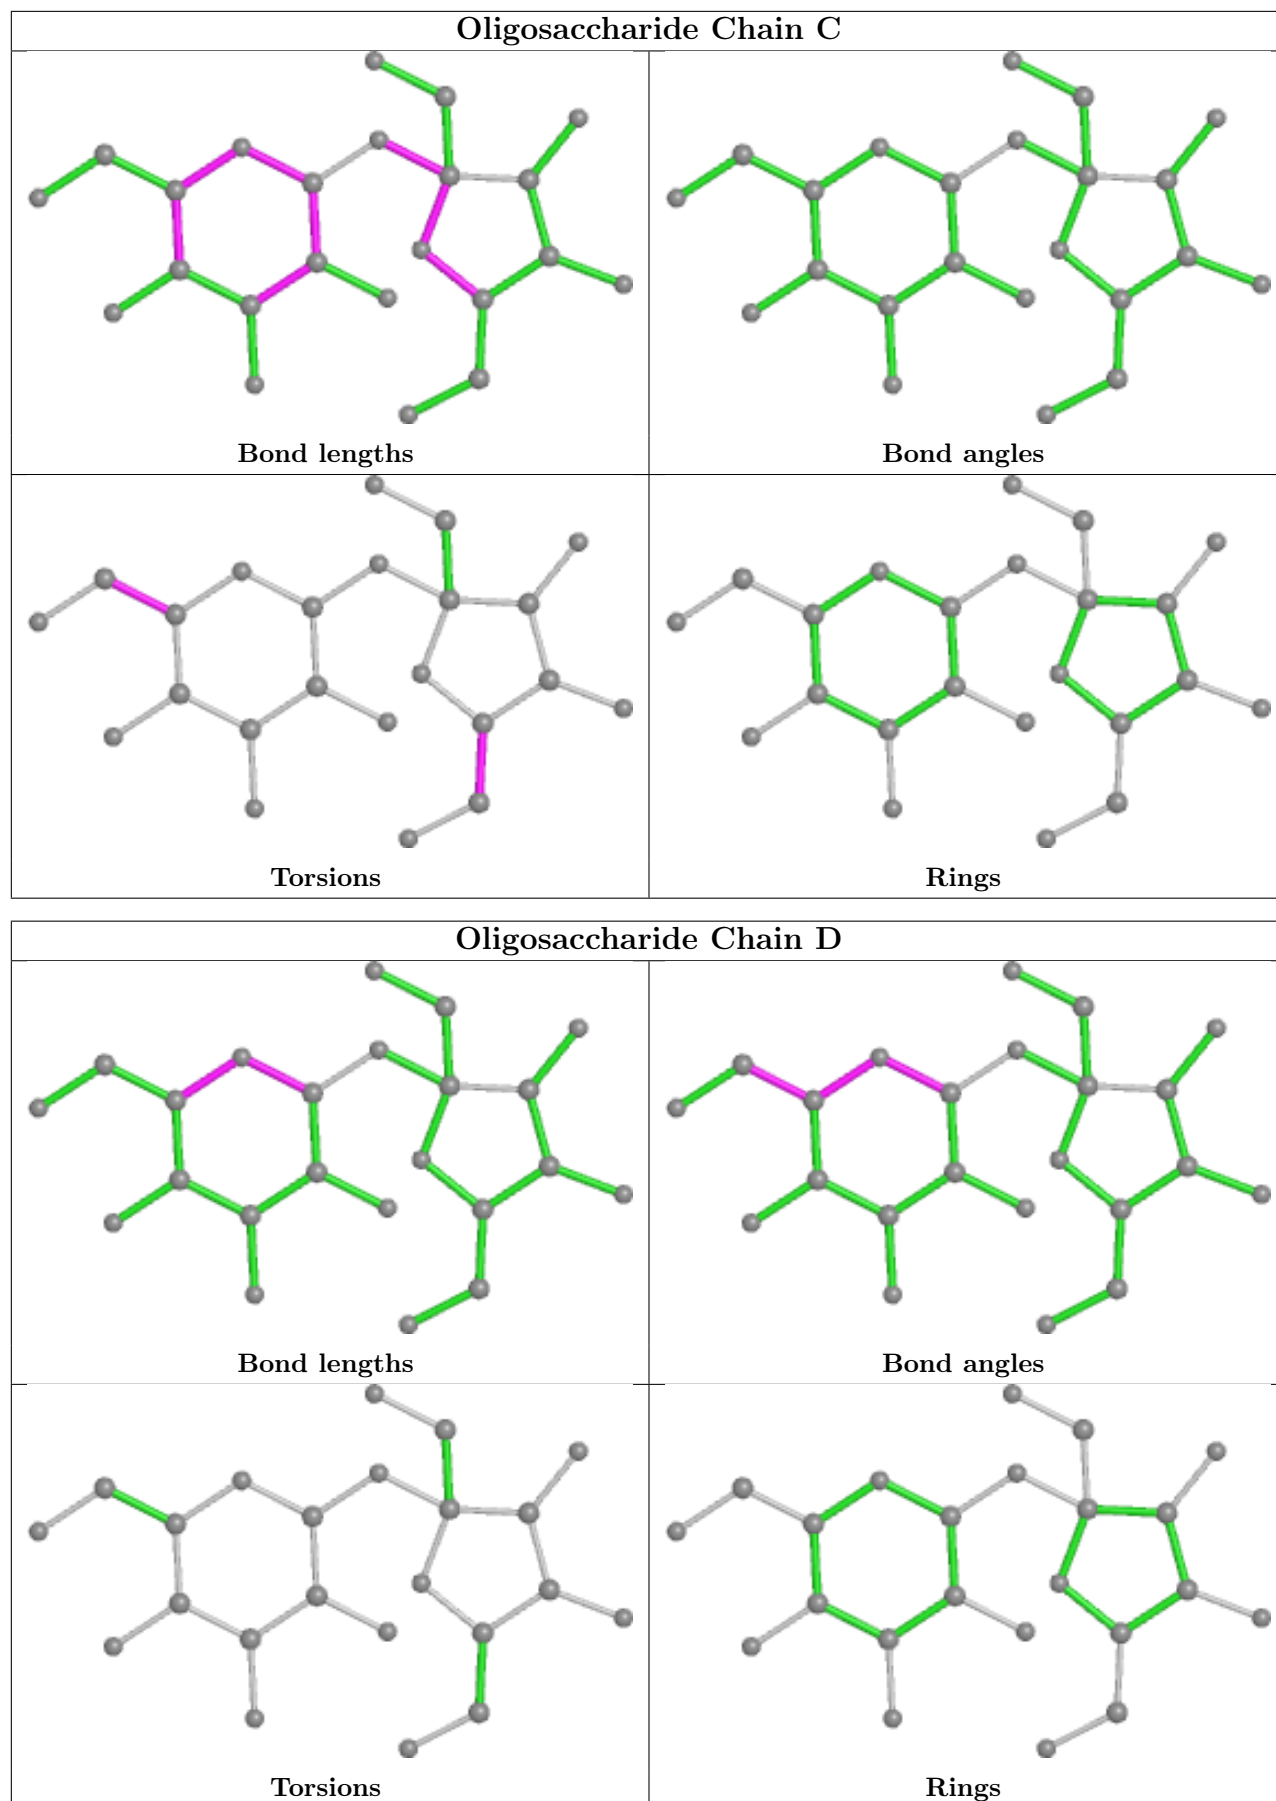 Oligosaccharide Chain C
Bond lengths
Bond angles
Torsions
Rings
Oligosaccharide Chain D
Bond lengths
Bond angles
Torsions
Rings